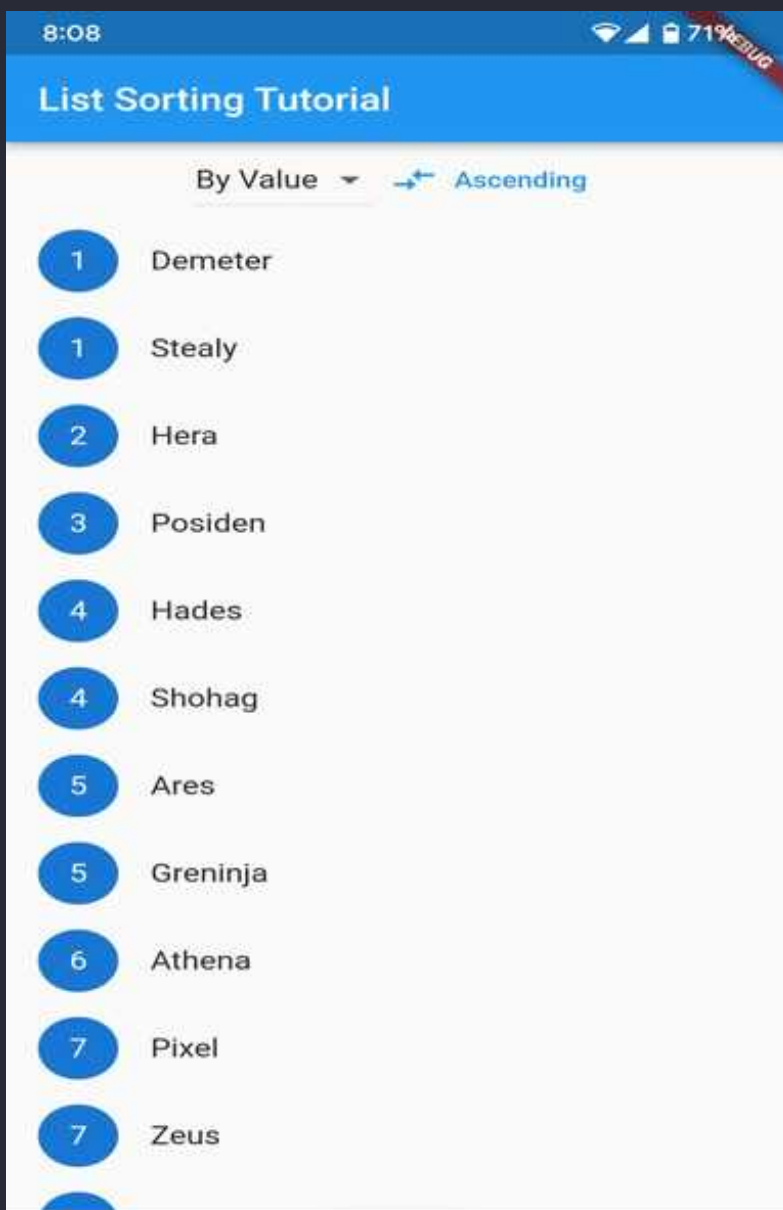 8:08 71%
DEBUG
List Sorting Tutorial
By Value Ascending
1 Demeter
1 Stealy
2 Hera
3 Posiden
4 Hades
4 Shohag
5 Ares
5 Greninja
6 Athena
7 Pixel
7 Zeus